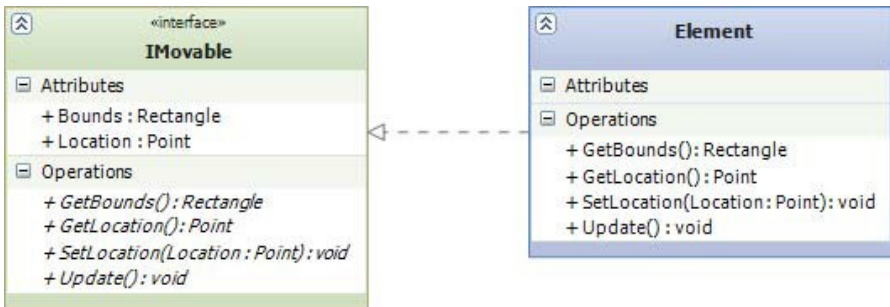 «interface»
IMovable
Attributes
+ Bounds : Rectangle
+ Location : Point
Operations
+ GetBounds() : Rectangle
+ GetLocation() : Point
+ SetLocation(Location : Point) : void
+ Update() : void
Element
Attributes
Operations
+ GetBounds(): Rectangle
+ GetLocation() : Point
+ SetLocation(Location : Point) : void
+ Update() : void